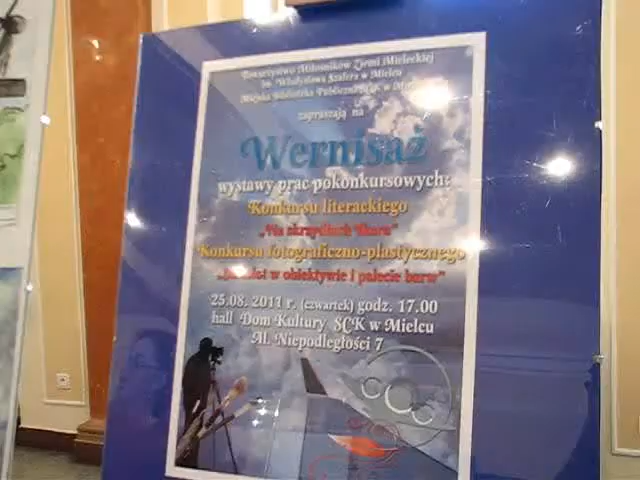 Towarzystwo Miłośników Ziemi Mieleckiej
im. Władysława Szafera w Mielcu
Miejska Biblioteka Publiczna SCK w
zapraszają na
Wernisaż
wystawy prac pokonkursowych:
Konkursu literackiego
„Na skrzydłach Ikara”
Konkursu fotograficzno-plastycznego
w obiektywie i palecie barw”
25.08. 2011 r. (czwartek) godz. 17.00
hall Dom Kultury SCK w Mielcu
Al. Niepodległości 7